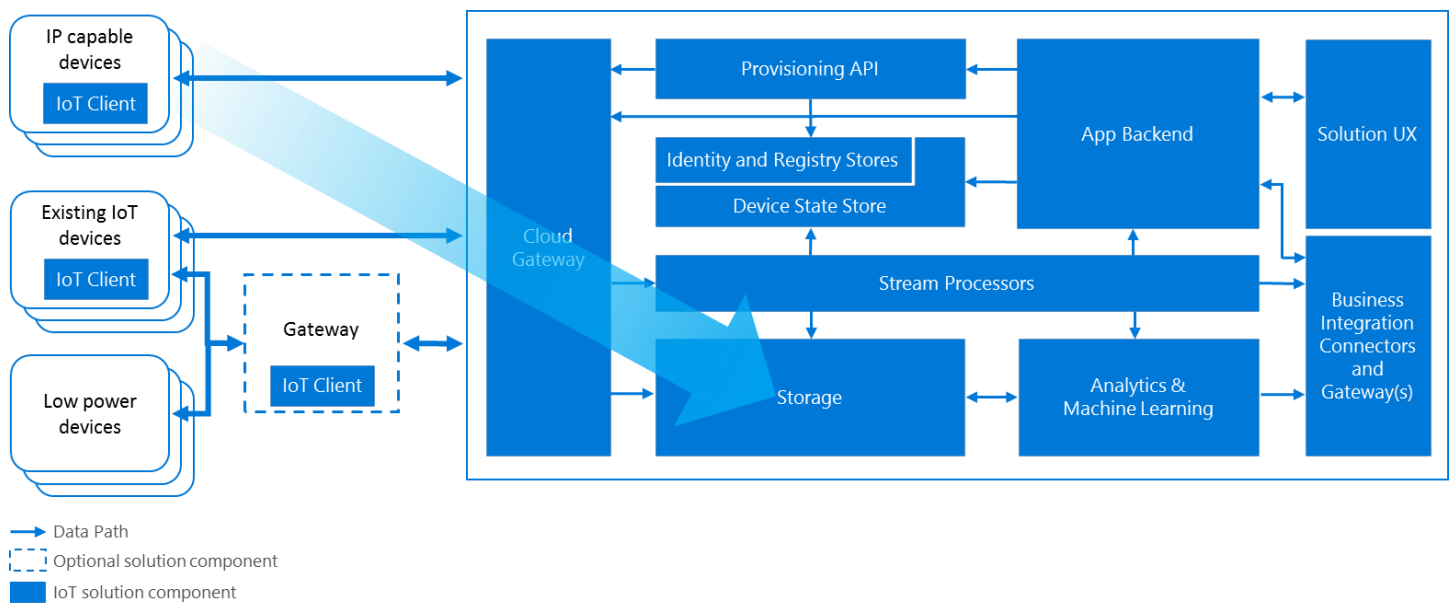 IP capable
devices
IoT Client
Existing IoT
devices
IoT Client
Low power
devices
Gateway
IoT Client
Cloud
Gateway
Provisioning API
Identity and Registry Stores
Device State Store
App Backend
Solution UX
Stream Processors
Storage
Analytics &
Machine Learning
Business
Integration
Connectors
and
Gateway(s)
Data Path
Optional solution component
IoT solution component